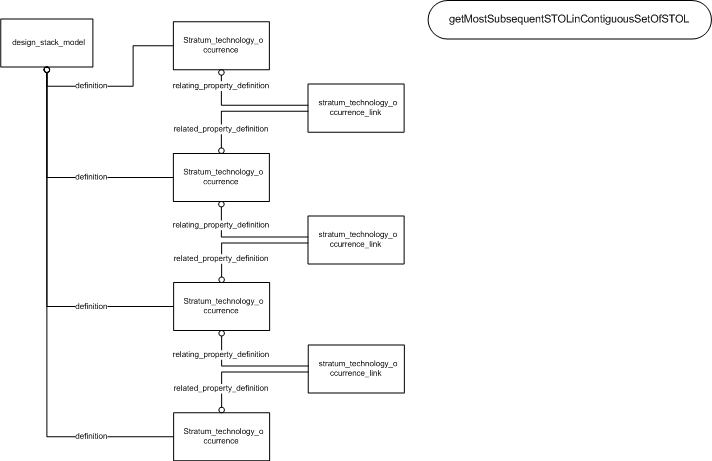 getMostSubsequentSTOLinContiguousSetOfSTOL
design_stack_model
Stratum_technology_o
ccurrence
definition
relating_property_definition
stratum_technology_o
ccurrence_link
related_property_definition
Stratum_technology_o
ccurrence
definition
relating_property_definition
stratum_technology_o
ccurrence_link
related_property_definition
Stratum_technology_o
ccurrence
definition
relating_property_definition
stratum_technology_o
ccurrence_link
related_property_definition
Stratum_technology_o
ccurrence
definition